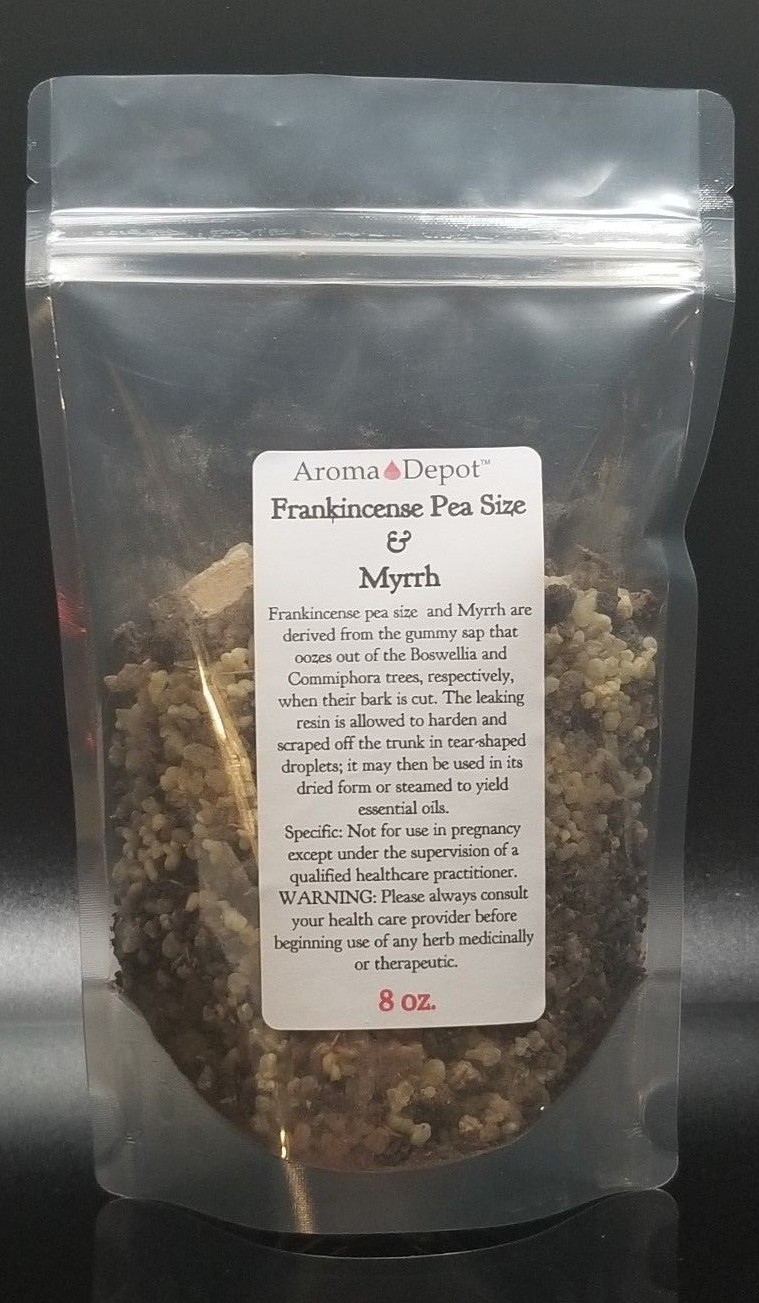 Aroma Depot™
Frankincense Pea Size
&
Myrrh
Frankincense pea size and Myrrh are
derived from the gummy sap that
oozes out of the Boswellia and
Commiphora trees, respectively,
when their bark is cut. The leaking
resin is allowed to harden and
scraped off the trunk in tear-shaped
droplets; it may then be used in its
dried form or steamed to yield
essential oils.
Specific: Not for use in pregnancy
except under the supervision of a
qualified healthcare practitioner.
WARNING: Please always consult
your health care provider before
beginning use of any herb medicinally
or therapeutic.
8 oz.